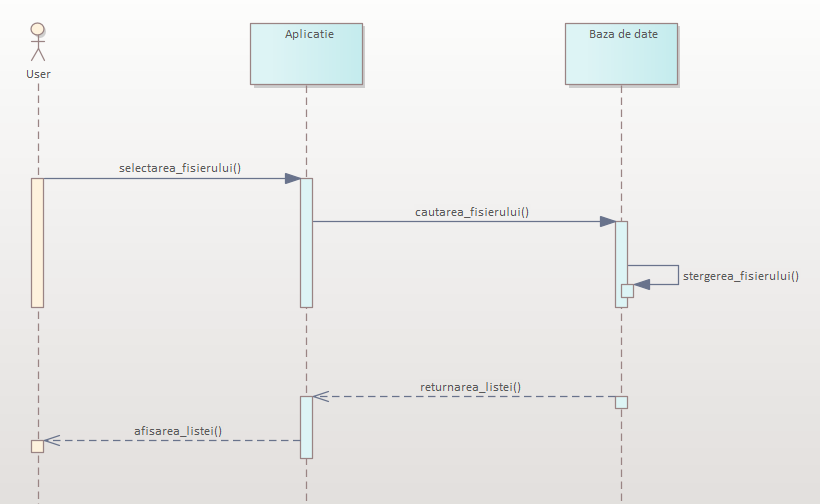 Aplicatie
Baza de date
User
selectarea_fisierului()
cautarea_fisierului()
stergerea_fisierului()
returnarea_listei()
afisarea_listei()